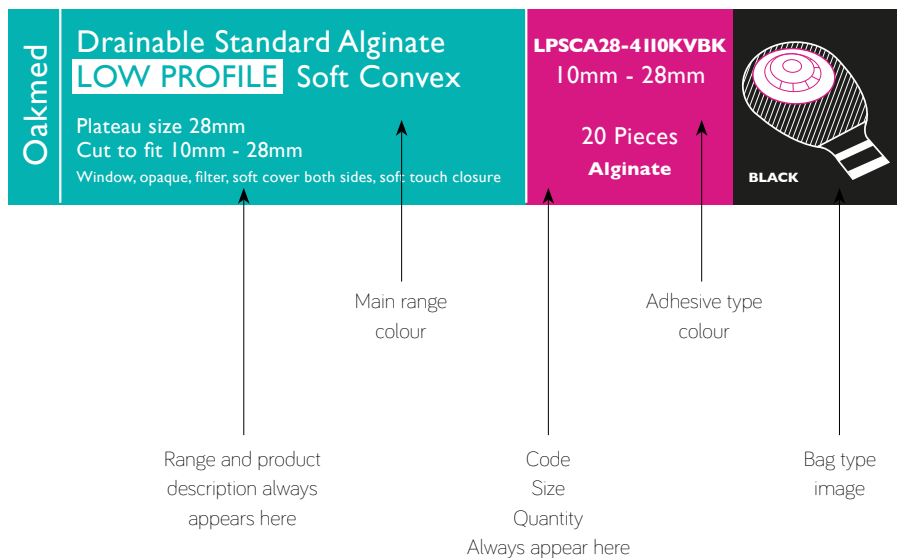 Oakmed
Drainable Standard Alginate
LOW PROFILE Soft Convex
Plateau size 28mm
Cut to fit 10mm - 28mm
Window, opaque, filter, soft cover both sides, soft touch closure
LPSCA28-4110KVBK
10mm - 28mm
20 Pieces
Alginate
BLACK
Main range
colour
Adhesive type
colour
Range and product
description always
appears here
Code
Size
Quantity
Always appear here
Bag type
image